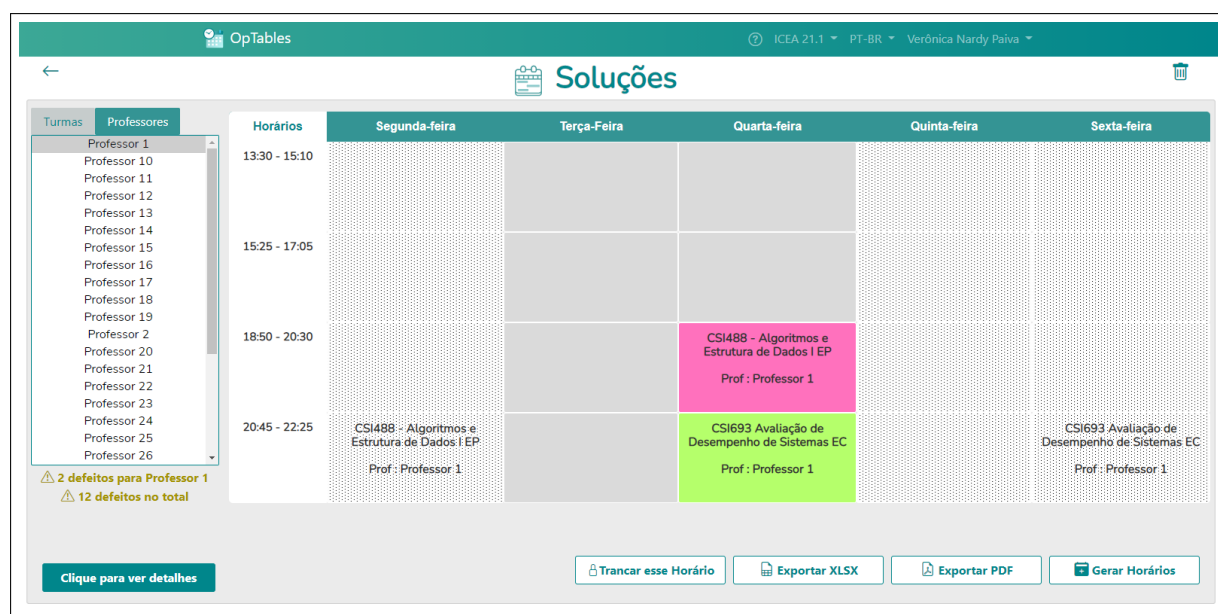 OpTables
? ICEA 21.1 PT-BR Verônica Nardy Paiva
Soluções
Turmas Professores
Professor 1
Professor 10
Professor 11
Professor 12
Professor 13
Professor 14
Professor 15
Professor 16
Professor 17
Professor 18
Professor 19
Professor 2
Professor 20
Professor 21
Professor 22
Professor 23
Professor 24
Professor 25
Professor 26
2 defeitos para Professor 1
12 defeitos no total
Clique para ver detalhes
Horários Segunda-feira Terça-Feira Quarta-feira Quinta-feira Sexta-feira
13:30 - 15:10
15:25 - 17:05
18:50 - 20:30
CSI488 - Algoritmos e
Estrutura de Dados I EP
Prof : Professor 1
20:45 - 22:25
CSI488 - Algoritmos e
Estrutura de Dados I EP
Prof : Professor 1
CSI693 Avaliação de
Desempenho de Sistemas EC
Prof : Professor 1
CSI693 Avaliação de
Desempenho de Sistemas EC
Prof : Professor 1
Trancar esse Horário
Exportar XLSX
Exportar PDF
Gerar Horários